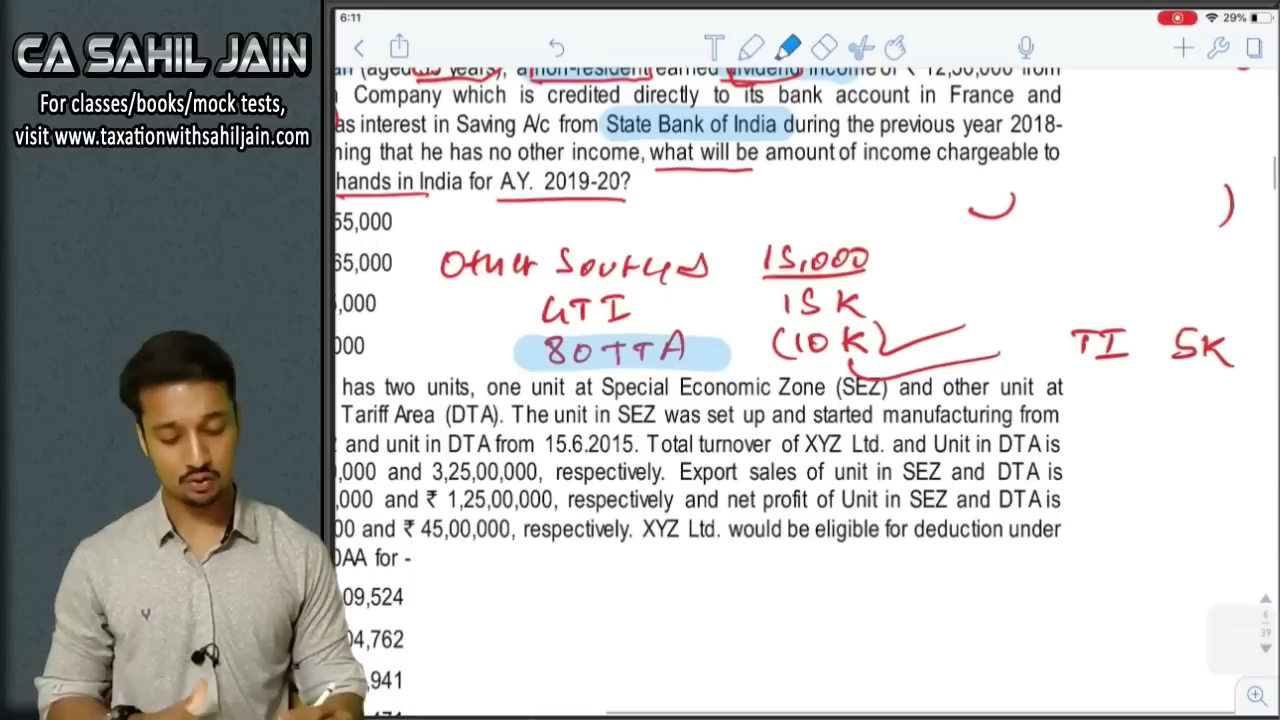 CA SAHIL JAIN
For classes/books/mock tests,
visit www.taxationwithsahiljain.com
6:11
29%
(aged years), a non-resident earned dividend income of ₹ 12,50,000 from
Company which is credited directly to its bank account in France and
as interest in Saving A/c from State Bank of India during the previous year 2018-
ning that he has no other income, what will be amount of income chargeable to
hands in India for A.Y. 2019-20?
55,000
65,000
Other Sources 15,000
,000
GTI 15 K
000
80TTA (10K) TI 5K
has two units, one unit at Special Economic Zone (SEZ) and other unit at
Tariff Area (DTA). The unit in SEZ was set up and started manufacturing from
and unit in DTA from 15.6.2015. Total turnover of XYZ Ltd. and Unit in DTA is
,000 and 3,25,00,000, respectively. Export sales of unit in SEZ and DTA is
,000 and ₹ 1,25,00,000, respectively and net profit of Unit in SEZ and DTA is
00 and ₹ 45,00,000, respectively. XYZ Ltd. would be eligible for deduction under
0AA for -
09,524
04,762
,941
6
39